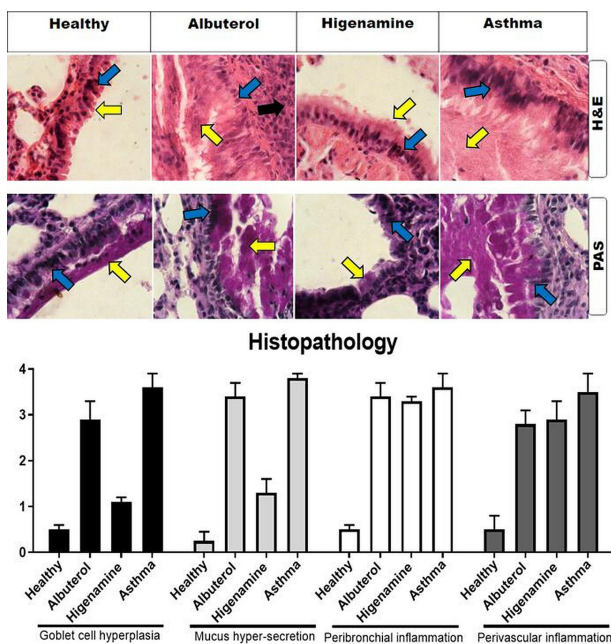 Healthy Albuterol Higenamine Asthma
H&E
PAS
Histopathology
4
3
2
1
0
Healthy Albuterol Higenamine Asthma Healthy Albuterol Higenamine Asthma Healthy Albuterol Higenamine Asthma Healthy Albuterol Higenamine Asthma
Goblet cell hyperplasia Mucus hyper-secretion Peribronchial inflammation Perivascular inflammation